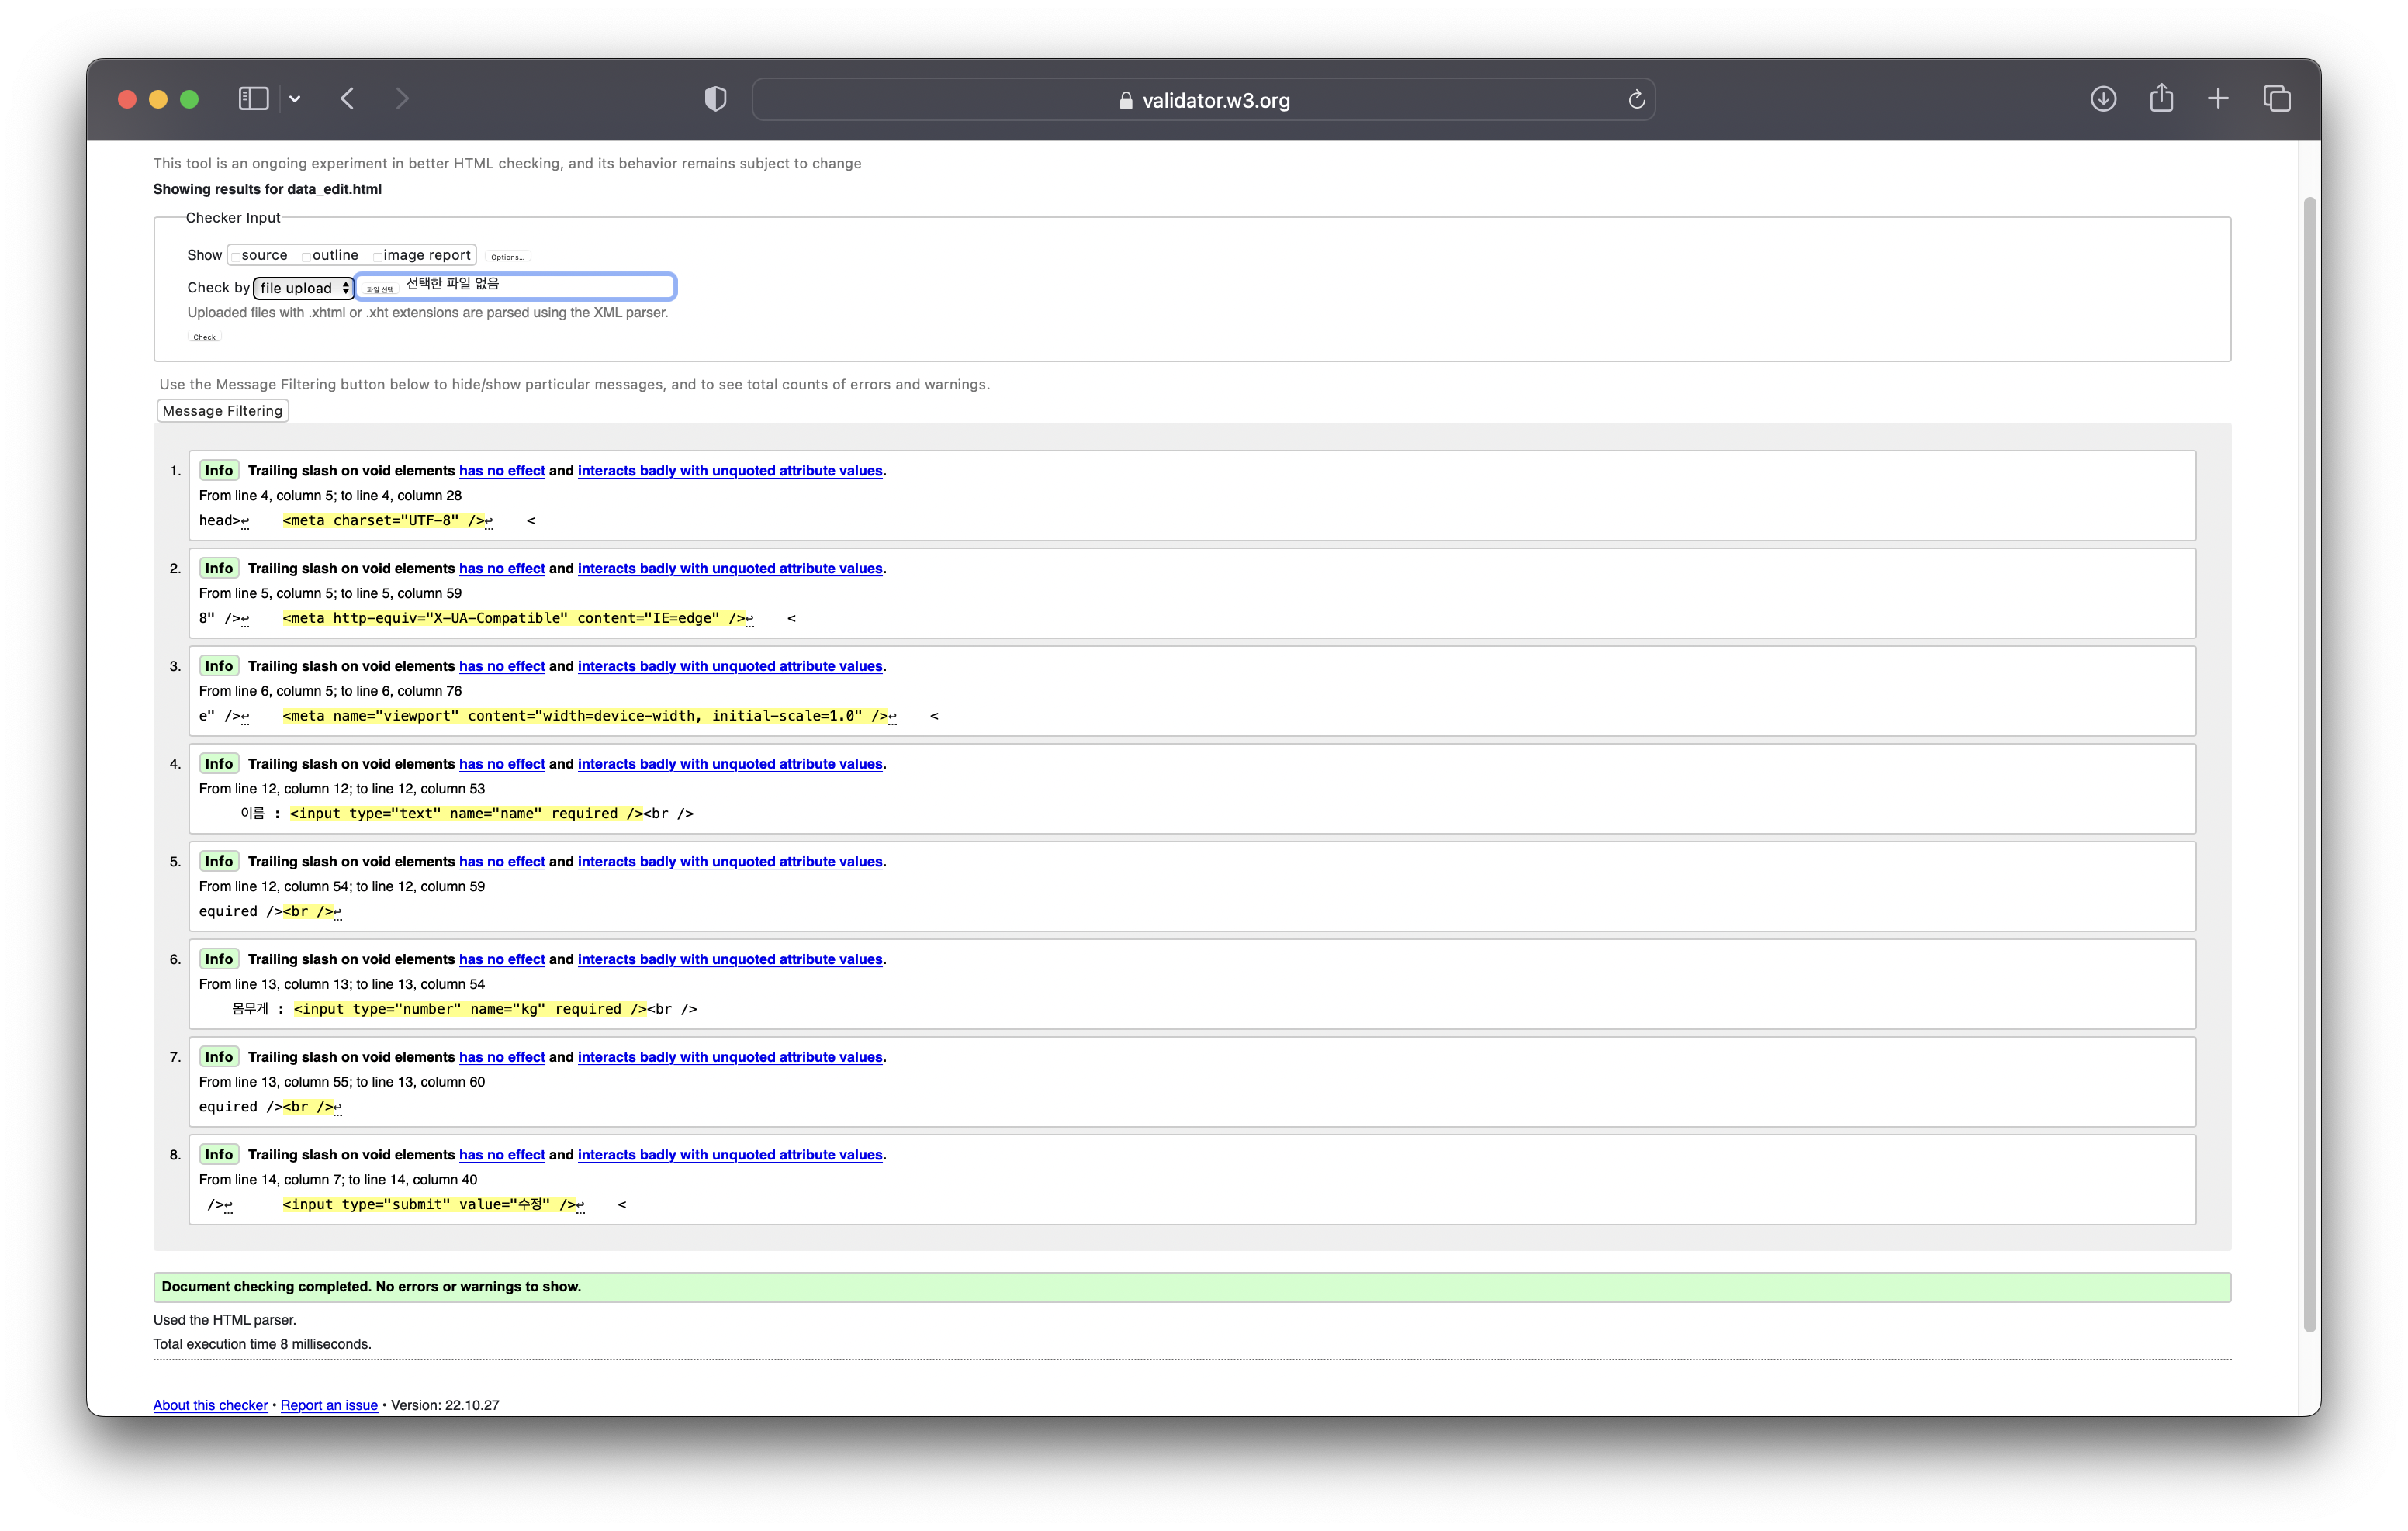 validator.w3.org
This tool is an ongoing experiment in better HTML checking, and its behavior remains subject to change
Showing results for data_edit.html
Checker Input
Show source outline image report Options...
Check by file upload 파일 선택 선택한 파일 없음
Uploaded files with .xhtml or .xht extensions are parsed using the XML parser.
Check
Use the Message Filtering button below to hide/show particular messages, and to see total counts of errors and warnings.
Message Filtering
1. Info Trailing slash on void elements has no effect and interacts badly with unquoted attribute values.
From line 4, column 5; to line 4, column 28
head>↩ <meta charset="UTF-8" />↩ <
2. Info Trailing slash on void elements has no effect and interacts badly with unquoted attribute values.
From line 5, column 5; to line 5, column 59
8" />↩ <meta http-equiv="X-UA-Compatible" content="IE=edge" />↩ <
3. Info Trailing slash on void elements has no effect and interacts badly with unquoted attribute values.
From line 6, column 5; to line 6, column 76
e" />↩ <meta name="viewport" content="width=device-width, initial-scale=1.0" />↩ <
4. Info Trailing slash on void elements has no effect and interacts badly with unquoted attribute values.
From line 12, column 12; to line 12, column 53
이름 : <input type="text" name="name" required /><br />
5. Info Trailing slash on void elements has no effect and interacts badly with unquoted attribute values.
From line 12, column 54; to line 12, column 59
equired /><br />↩
6. Info Trailing slash on void elements has no effect and interacts badly with unquoted attribute values.
From line 13, column 13; to line 13, column 54
몸무게 : <input type="number" name="kg" required /><br />
7. Info Trailing slash on void elements has no effect and interacts badly with unquoted attribute values.
From line 13, column 55; to line 13, column 60
equired /><br />↩
8. Info Trailing slash on void elements has no effect and interacts badly with unquoted attribute values.
From line 14, column 7; to line 14, column 40
/>↩ <input type="submit" value="수정" />↩ <
Document checking completed. No errors or warnings to show.
Used the HTML parser.
Total execution time 8 milliseconds.
About this checker • Report an issue • Version: 22.10.27